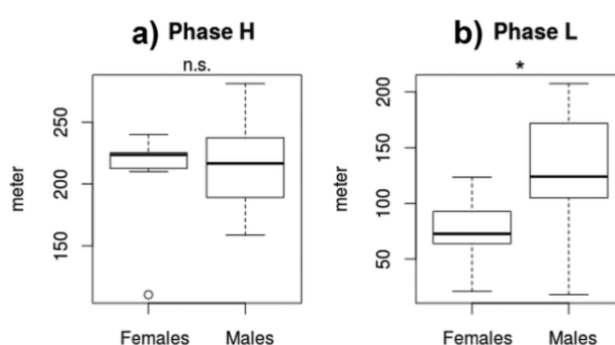 a) Phase H
n.s.
250
200
150
meter
Females Males
b) Phase L
*
200
150
100
50
meter
Females Males